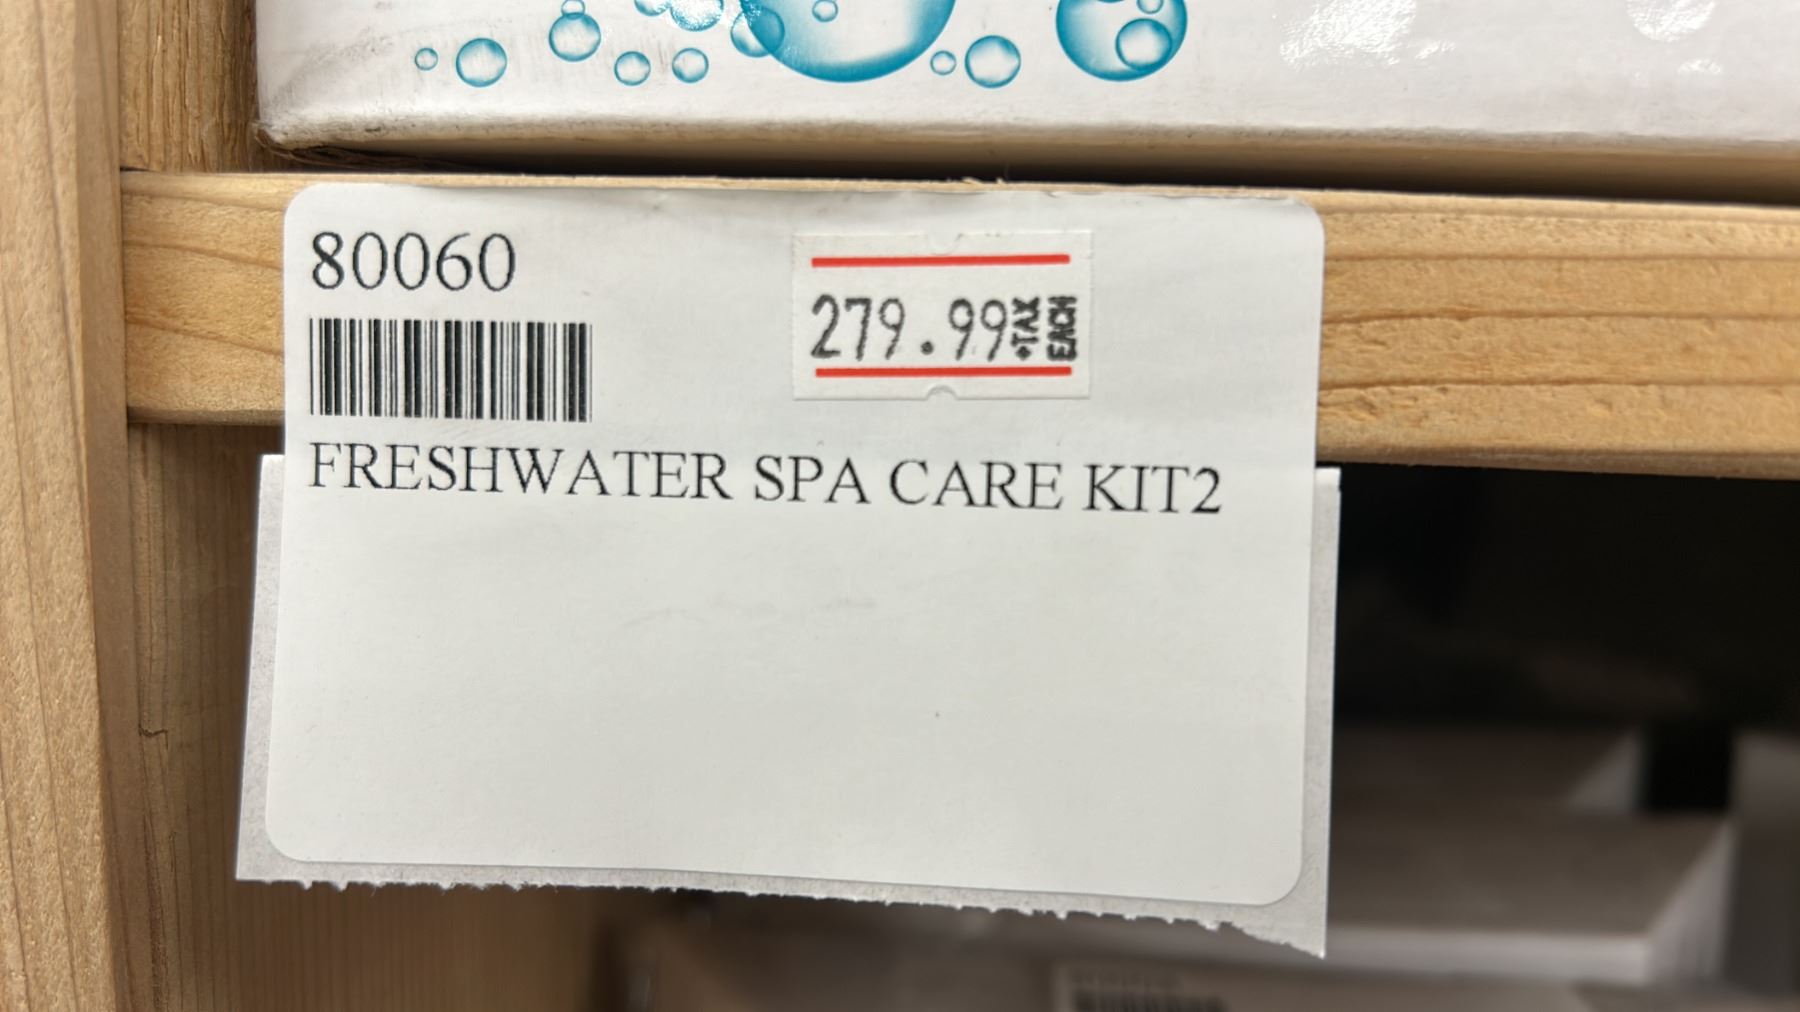 80060
279.99 +TAX EACH
FRESHWATER SPA CARE KIT2